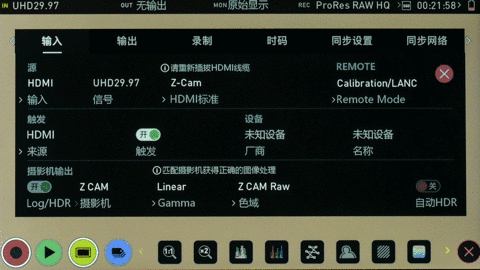 IN UHD29.97 OUT 无输出 MON 原始显示 REC ProRes RAW HQ 00:21:58
输入 输出 录制 时码 同步设置 同步网络
源 ⓘ请重新插拔HDMI线缆 REMOTE
HDMI UHD29.97 Z-Cam Calibration/LANC
> 输入 信号 > HDMI标准 >Remote Mode
触发 设备
HDMI 开 未知设备 未知设备
> 来源 触发 厂商 名称
摄影机输出 ⓘ匹配摄影机获得正确的图像处理
开 Z CAM Linear Z CAM Raw 关
Log/HDR > 摄影机 > Gamma > 色域 自动HDR
1:1 ×2